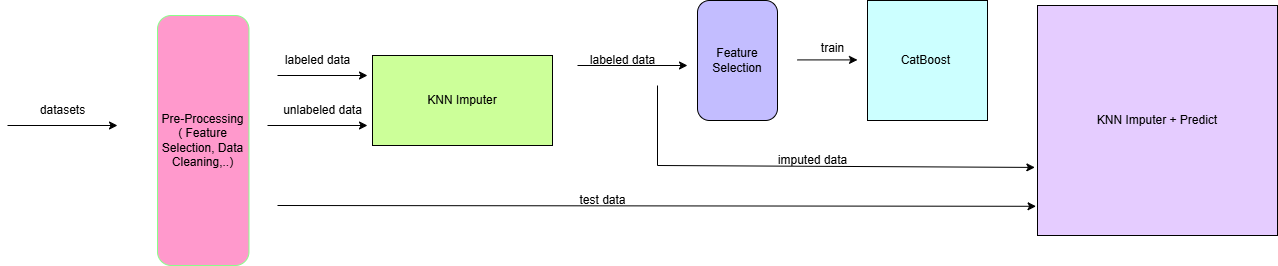 datasets
Pre-Processing
( Feature
Selection, Data
Cleaning,..)
labeled data
unlabeled data
KNN Imputer
labeled data
Feature
Selection
train
CatBoost
imputed data
test data
KNN Imputer + Predict